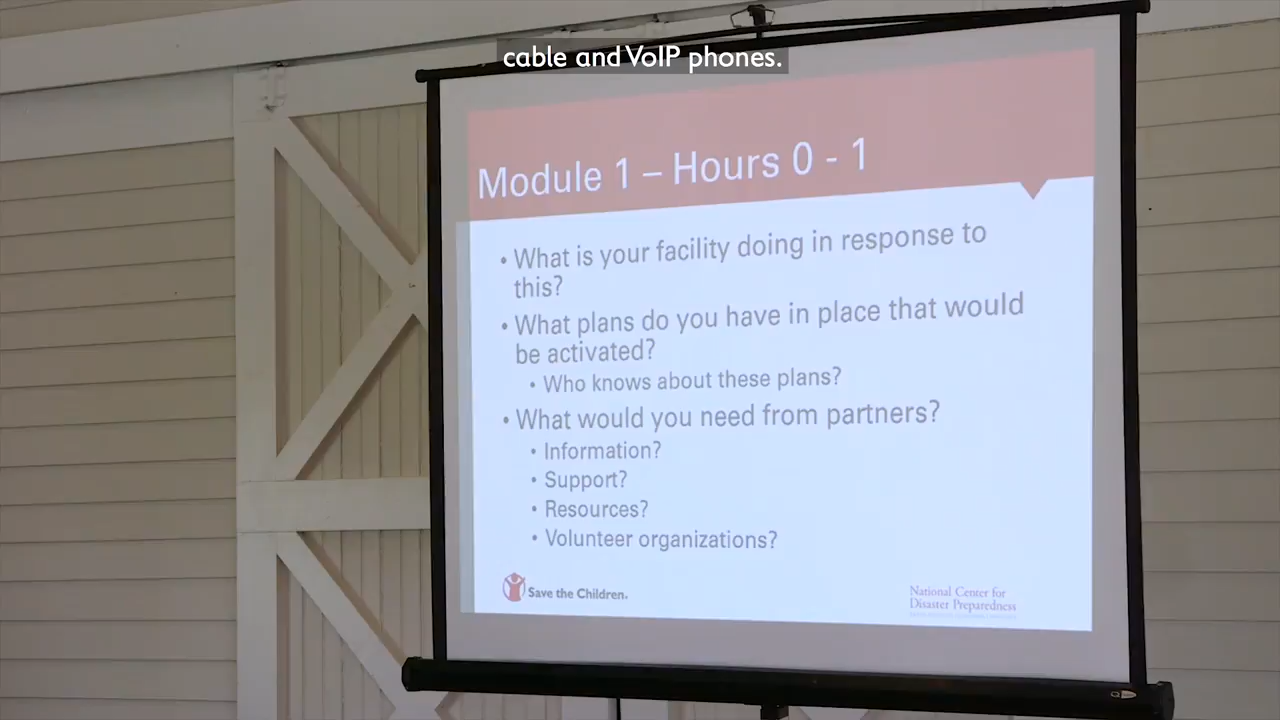 cable and VoIP phones.
Module 1 – Hours 0 - 1
• What is your facility doing in response to
this?
• What plans do you have in place that would
be activated?
• Who knows about these plans?
• What would you need from partners?
• Information?
• Support?
• Resources?
• Volunteer organizations?
Save the Children.
National Center for
Disaster Preparedness